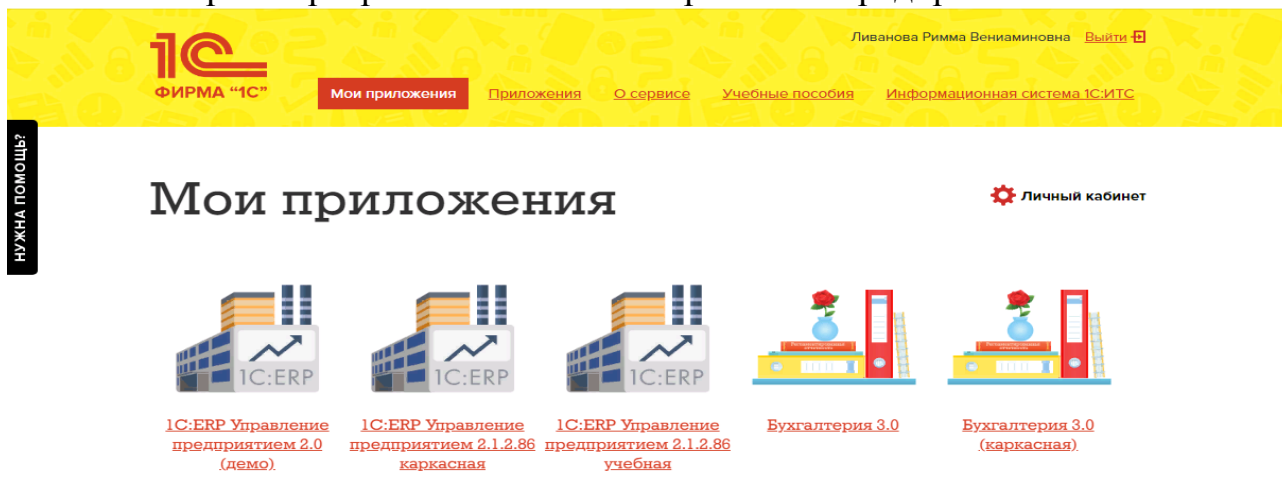 Ливанова Римма Вениаминовна Выйти
1С
ФИРМА “1С”
Мои приложения Приложения О сервисе Учебные пособия Информационная система 1С:ИТС
НУЖНА ПОМОЩЬ?
Мои приложения
Личный кабинет
1C:ERP 1C:ERP 1C:ERP
1С:ERP Управление предприятием 2.0 (демо)
1С:ERP Управление предприятием 2.1.2.86 каркасная
1С:ERP Управление предприятием 2.1.2.86 учебная
Бухгалтерия 3.0
Бухгалтерия 3.0 (каркасная)